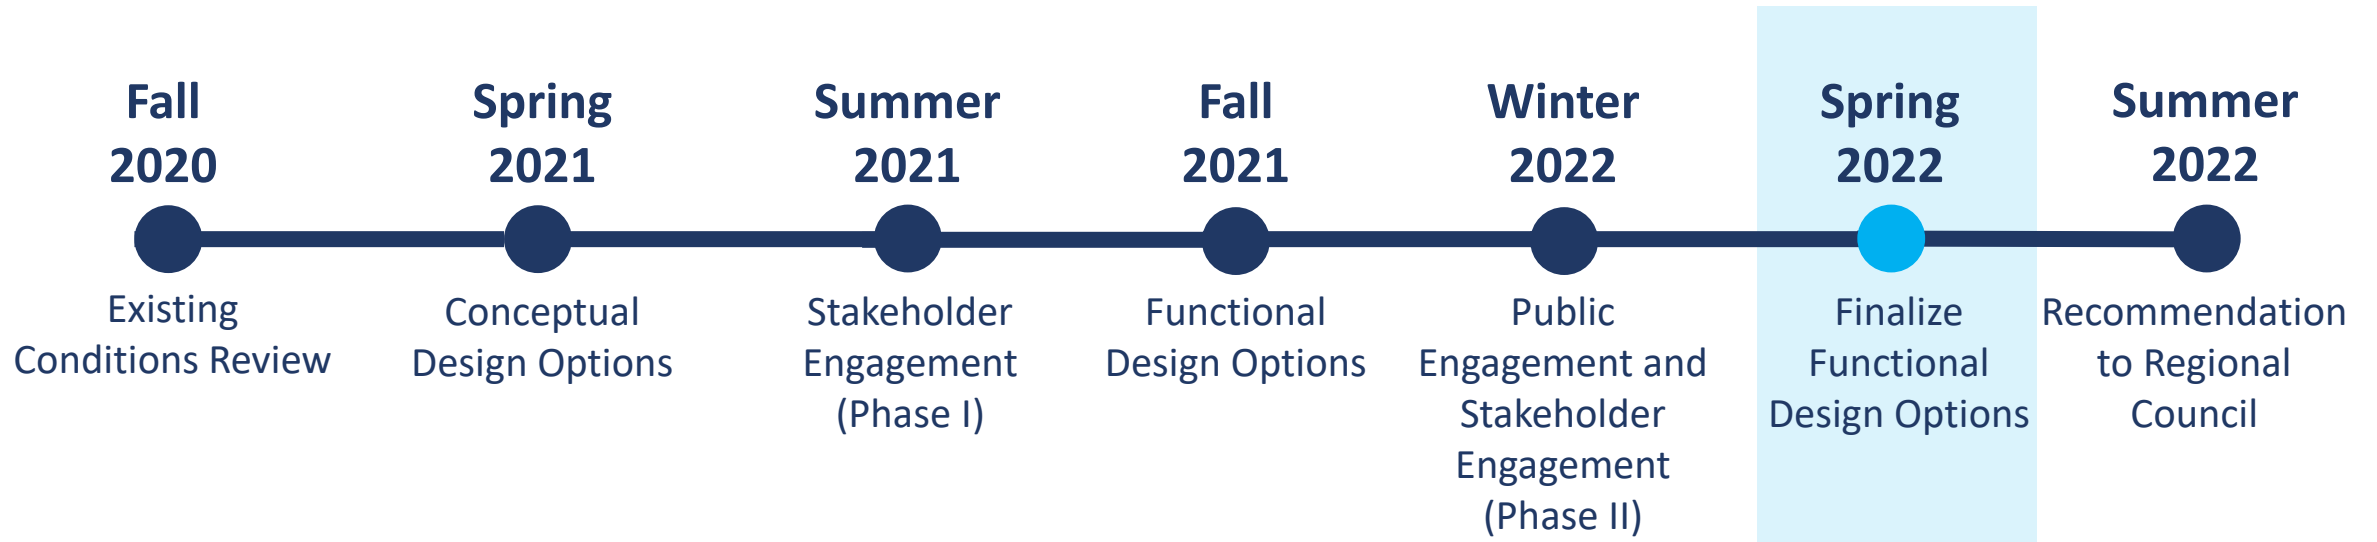 Fall
2020
Existing
Conditions Review
Spring
2021
Conceptual
Design Options
Summer
2021
Stakeholder
Engagement
(Phase I)
Fall
2021
Functional
Design Options
Winter
2022
Public
Engagement and
Stakeholder
Engagement
(Phase II)
Spring
2022
Finalize
Functional
Design Options
Summer
2022
Recommendation
to Regional
Council